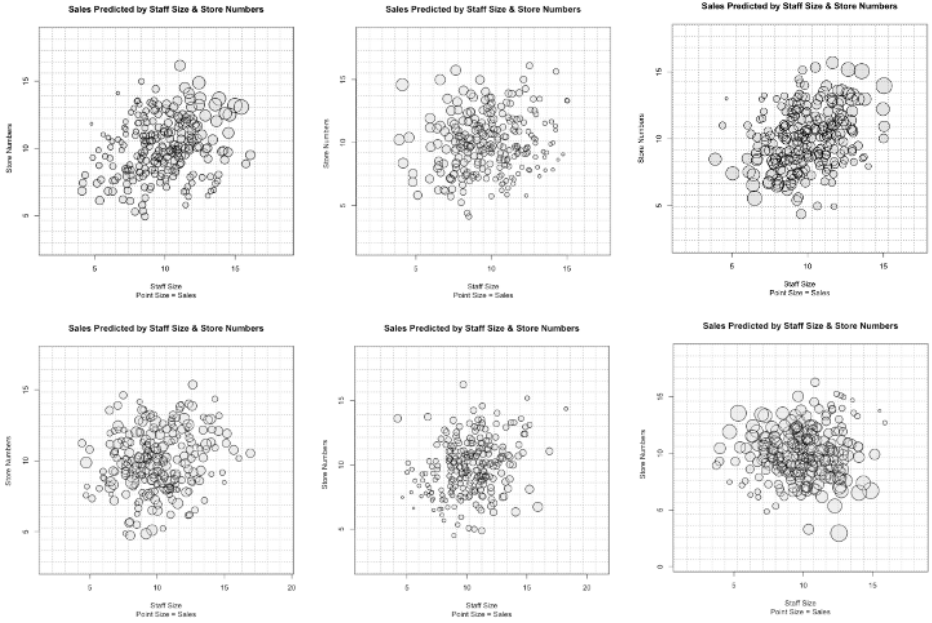 Sales Predicted by Staff Size & Store Numbers
Store Numbers
15
10
5
5 10 15
Staff Size
Point Size = Sales
Sales Predicted by Staff Size & Store Numbers
Store Numbers
15
10
5
5 10 15
Staff Size
Point Size = Sales
Sales Predicted by Staff Size & Store Numbers
Store Numbers
15
10
5
5 10 15
Staff Size
Point Size = Sales
Sales Predicted by Staff Size & Store Numbers
Store Numbers
15
10
5
5 10 15 20
Staff Size
Point Size = Sales
Sales Predicted by Staff Size & Store Numbers
Store Numbers
15
10
5
5 10 15 20
Staff Size
Point Size = Sales
Sales Predicted by Staff Size & Store Numbers
Store Numbers
15
10
5
0
5 10 15
Staff Size
Point Size = Sales